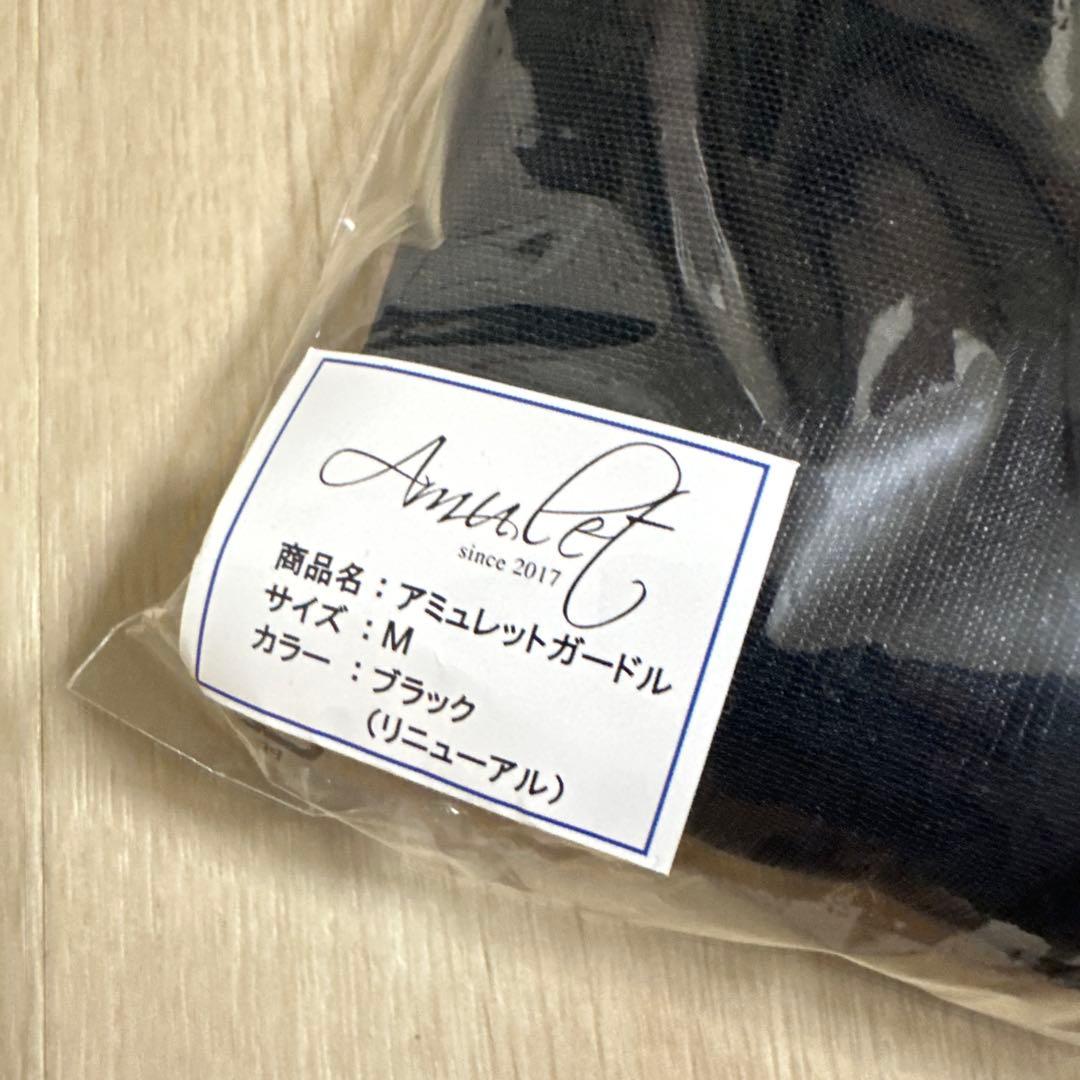 Amulet
since 2017
商品名：アミュレットガードル
サイズ：M
カラー：ブラック
（リニューアル）